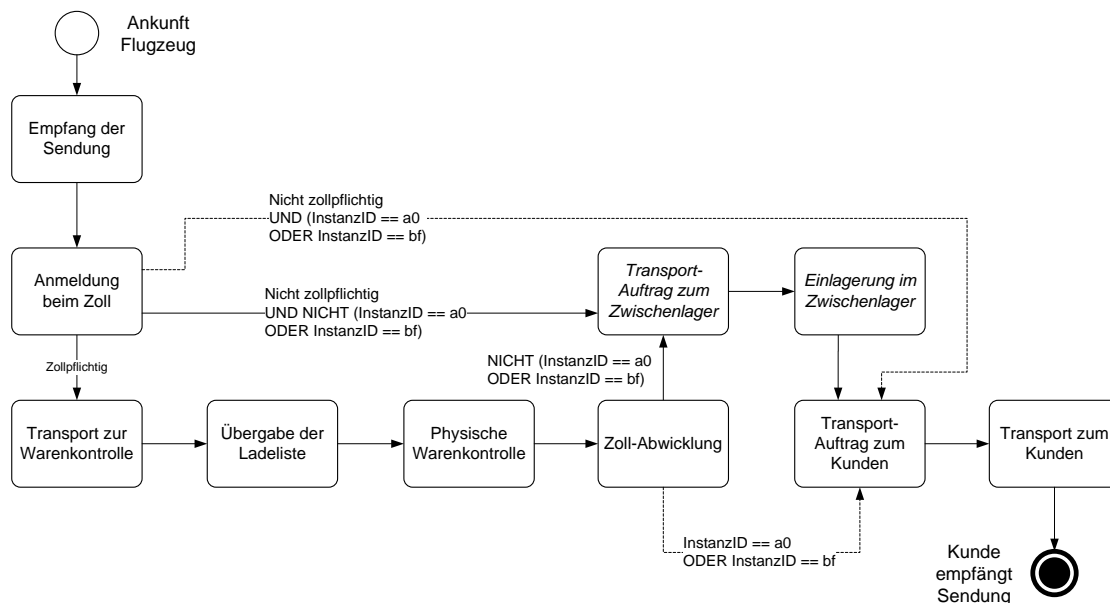 Ankunft
Flugzeug
Empfang der
Sendung
Nicht zollpflichtig
UND (InstanzID == a0
ODER InstanzID == bf)
Anmeldung
beim Zoll
Nicht zollpflichtig
UND NICHT (InstanzID == a0
ODER InstanzID == bf)
Transport-
Auftrag zum
Zwischenlager
Einlagerung im
Zwischenlager
Zollpflichtig
NICHT (InstanzID == a0
ODER InstanzID == bf)
Transport zur
Warenkontrolle
Übergabe der
Ladeliste
Physische
Warenkontrolle
Zoll-Abwicklung
Transport-
Auftrag zum
Kunden
Transport zum
Kunden
InstanzID == a0
ODER InstanzID == bf
Kunde
empfängt
Sendung